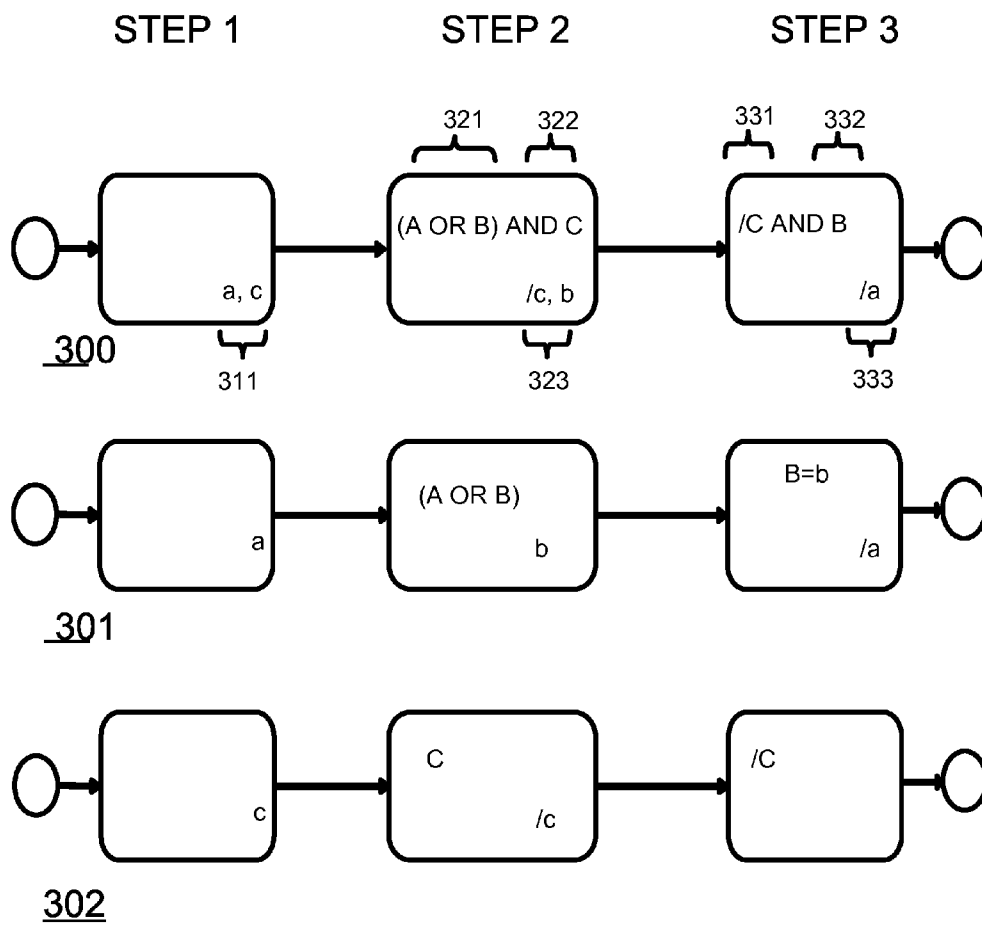 STEP 1 STEP 2 STEP 3
321 322 331 332
(A OR B) AND C /C AND B
a, c /c, b /a
300 311 323 333
(A OR B) B=b
a b /a
301
C /C
c /c
302